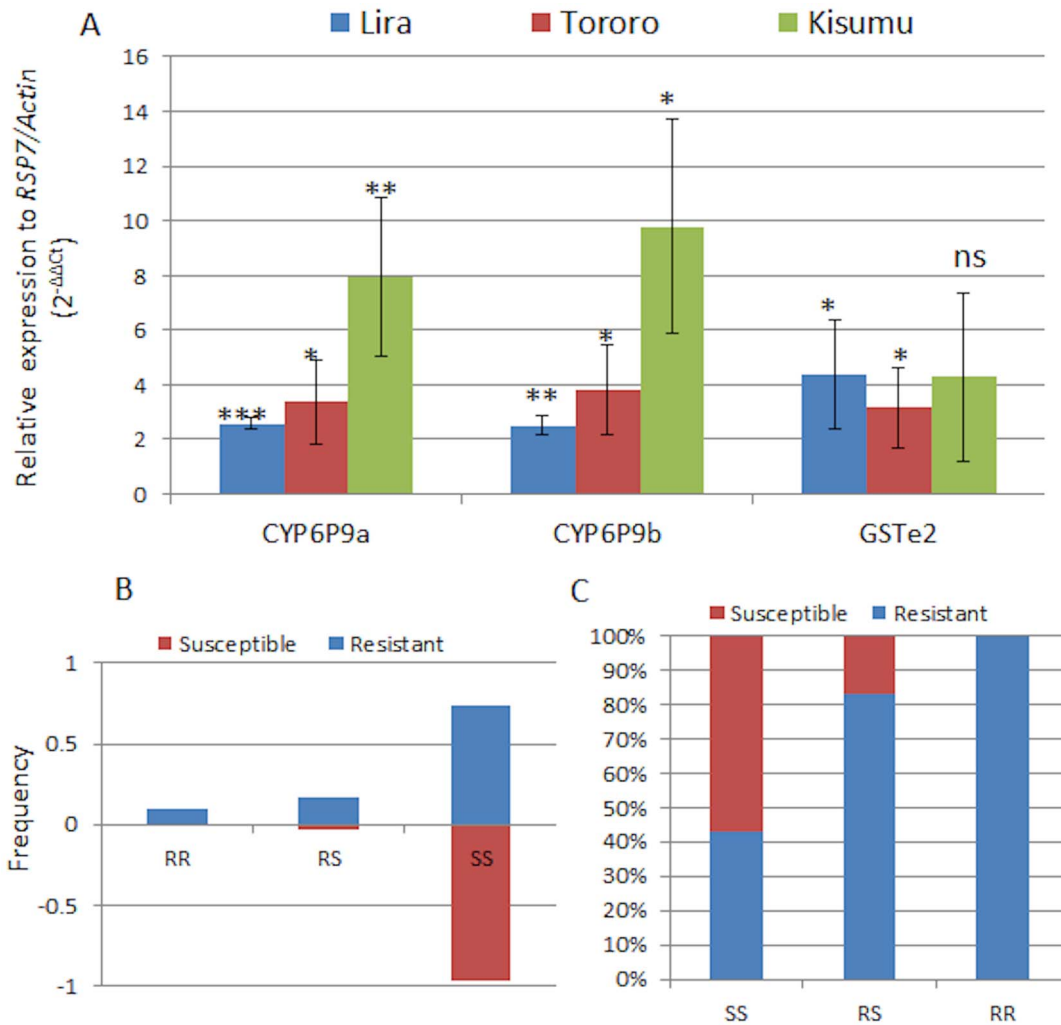 A
Lira Tororo Kisumu
16
14
12
10
8
6
4
2
0
Relative expression to RSP7/Actin
(2-ΔΔCt)
*** * **
** * *
* * ns
CYP6P9a CYP6P9b GSTe2
B
Susceptible Resistant
1
0.5
0
-0.5
-1
Frequency
RR RS SS
C
Susceptible Resistant
100%
90%
80%
70%
60%
50%
40%
30%
20%
10%
0%
SS RS RR